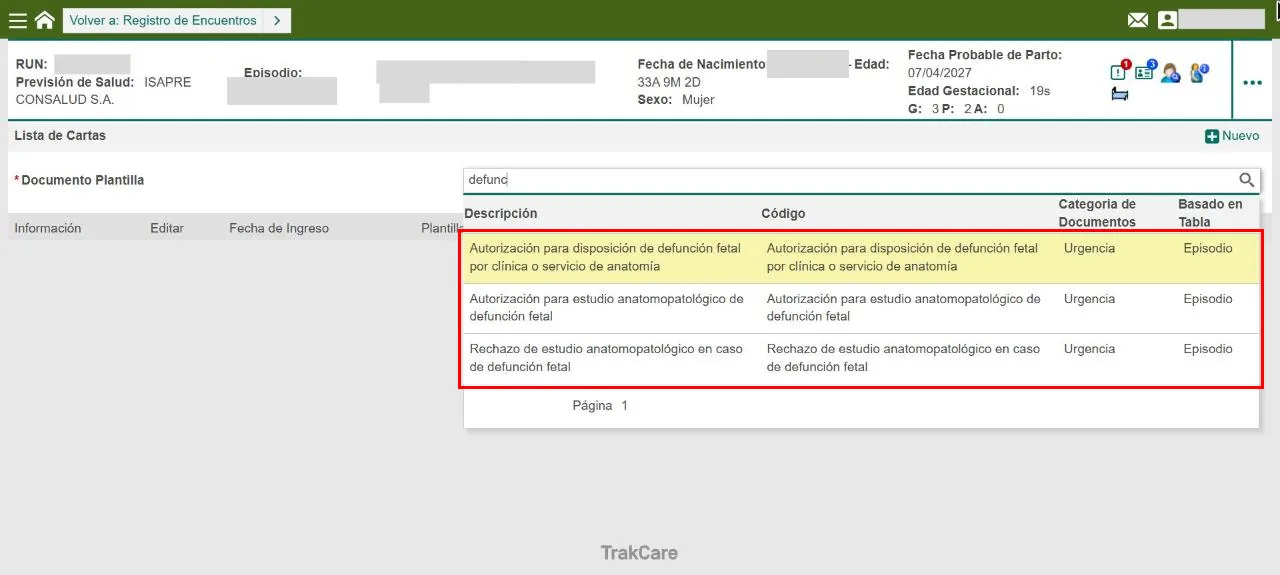 Volver a: Registro de Encuentros
RUN:
Previsión de Salud: ISAPRE
CONSALUD S.A.
Episodio:
Fecha de Nacimiento - Edad:
33A 9M 2D
Sexo: Mujer
Fecha Probable de Parto:
07/04/2027
Edad Gestacional: 19s
G: 3 P: 2 A: 0
1
3
Lista de Cartas
Nuevo
* Documento Plantilla
defunc
Información Editar Fecha de Ingreso Plantilla
Descripción Código Categoria de Documentos Basado en Tabla
Autorización para disposición de defunción fetal Autorización para disposición de defunción fetal Urgencia Episodio
por clínica o servicio de anatomía por clínica o servicio de anatomía
Autorización para estudio anatomopatológico de Autorización para estudio anatomopatológico de Urgencia Episodio
defunción fetal defunción fetal
Rechazo de estudio anatomopatológico en caso Rechazo de estudio anatomopatológico en caso Urgencia Episodio
de defunción fetal de defunción fetal
Página 1
TrakCare